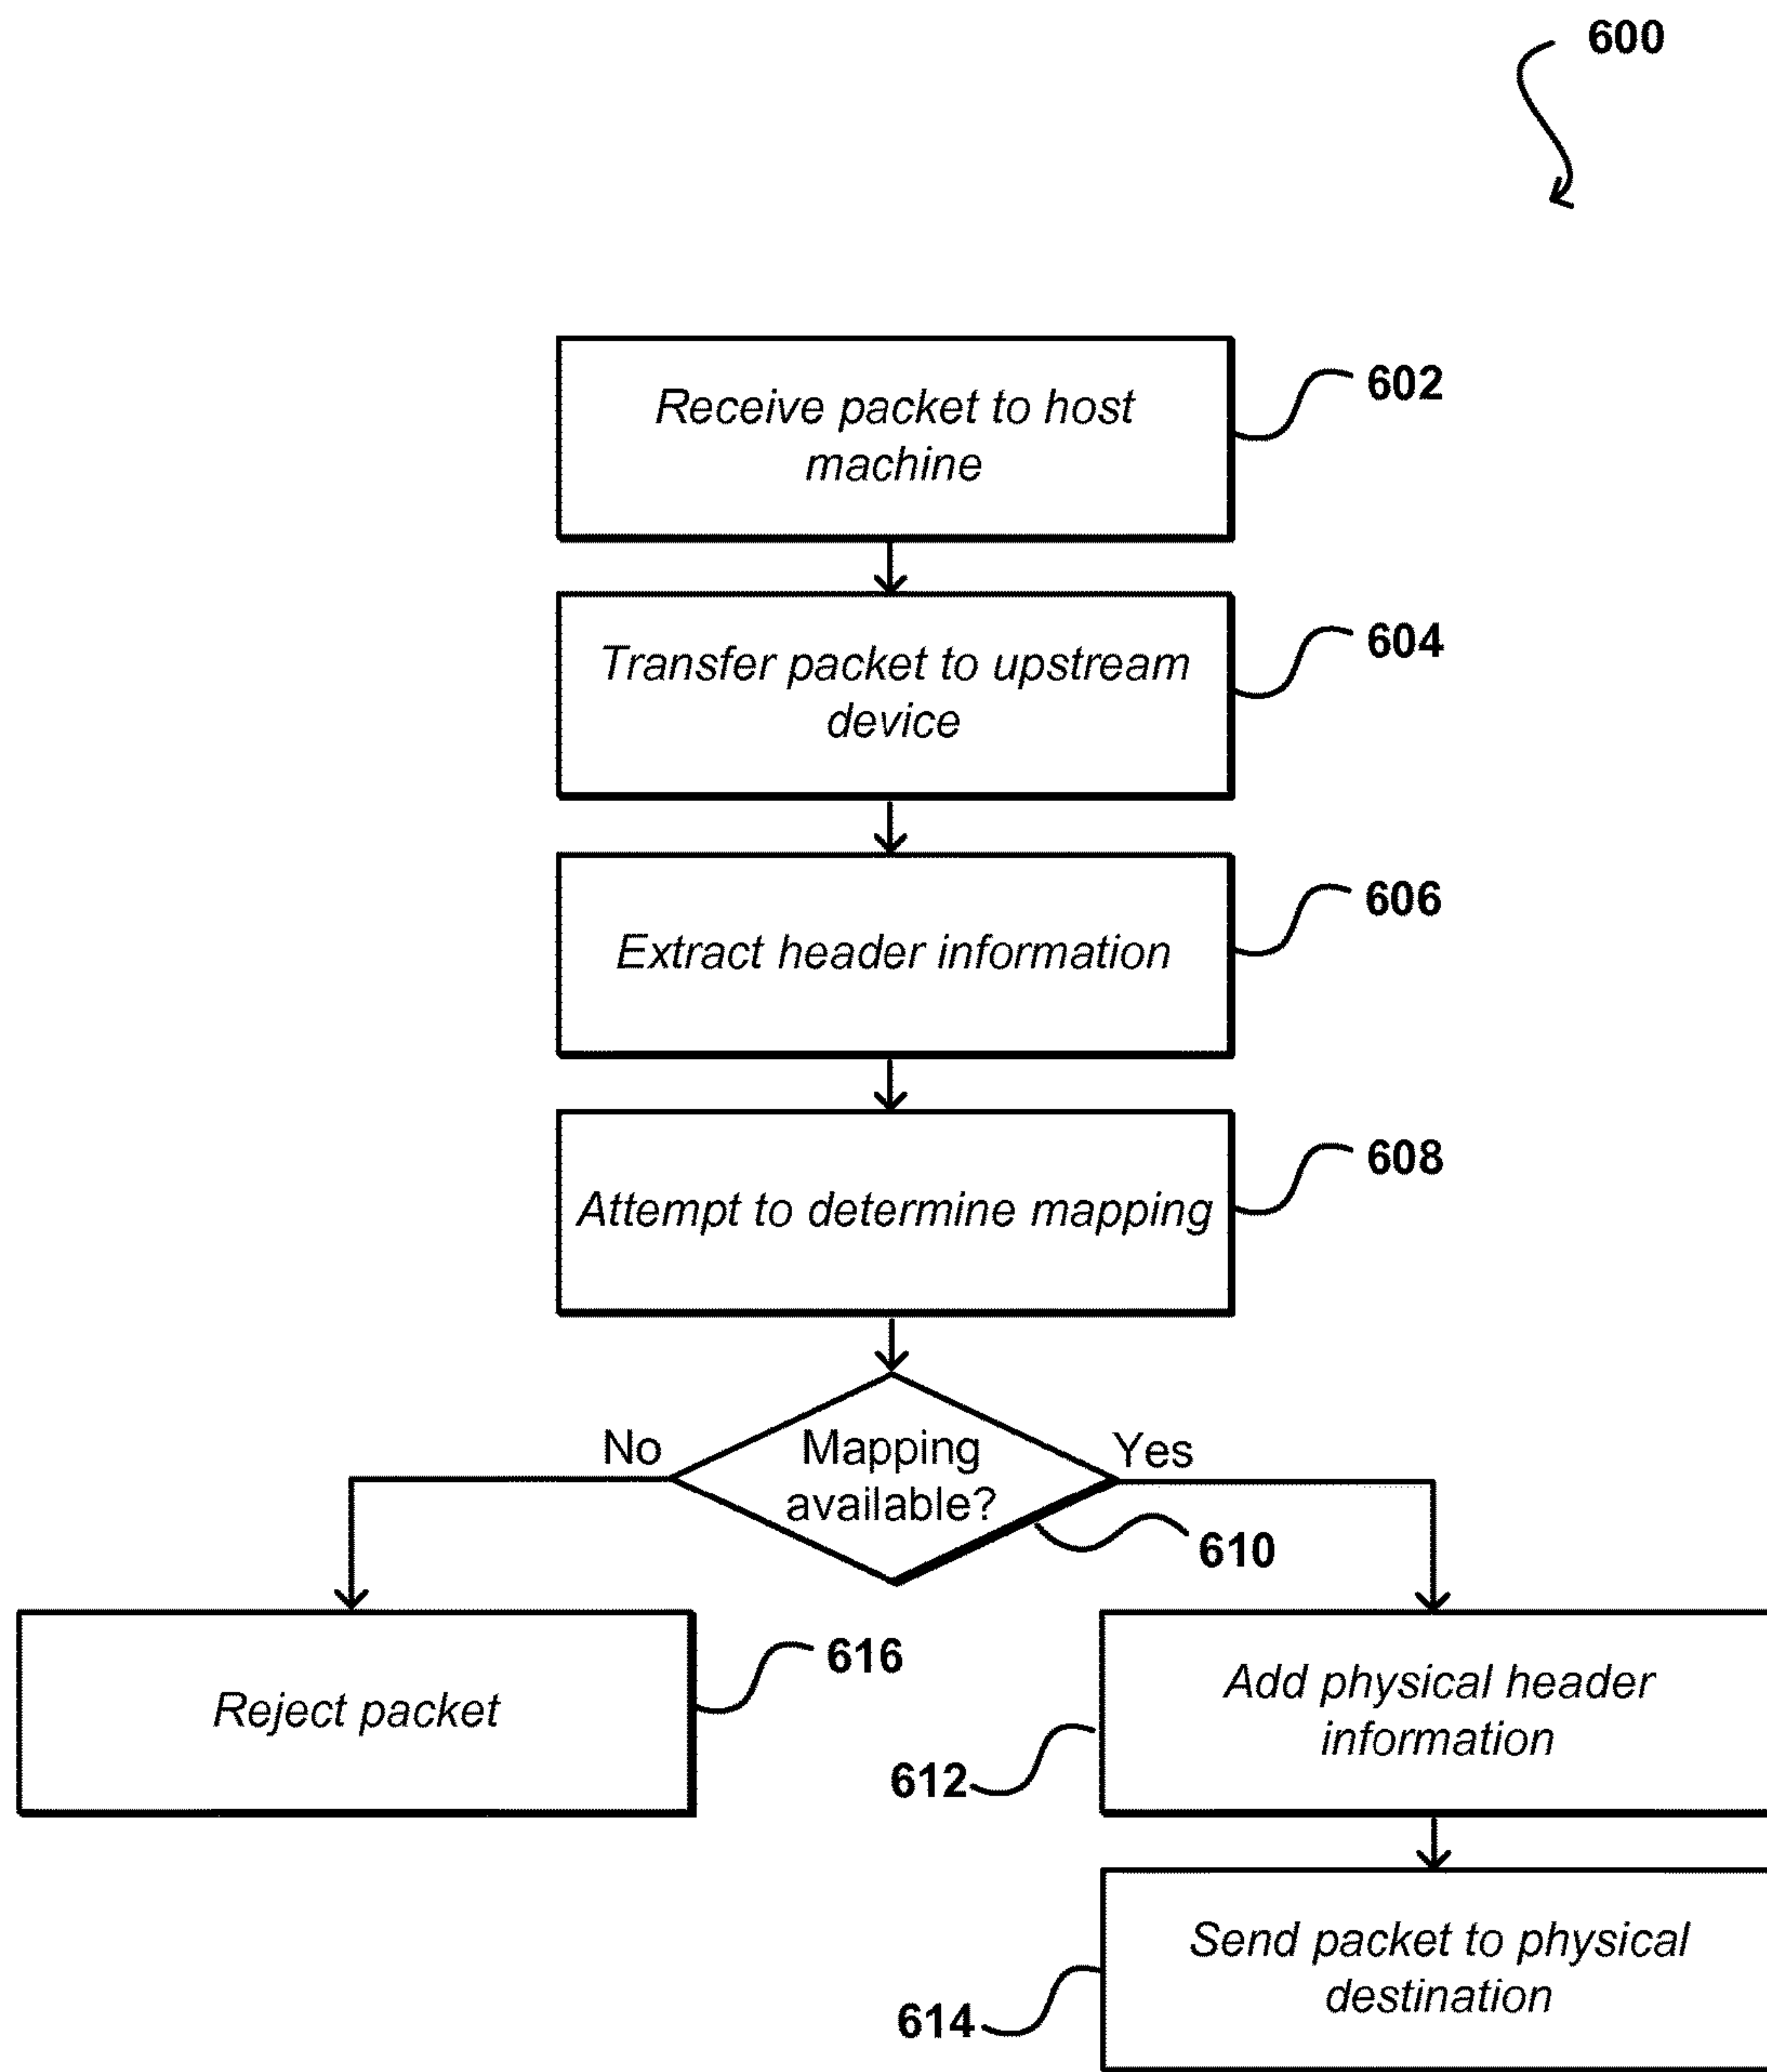 600
Receive packet to host
machine
602
Transfer packet to upstream
device
604
Extract header information
606
Attempt to determine mapping
608
No
Mapping
available?
Yes
610
Reject packet
616
Add physical header
information
612
Send packet to physical
destination
614